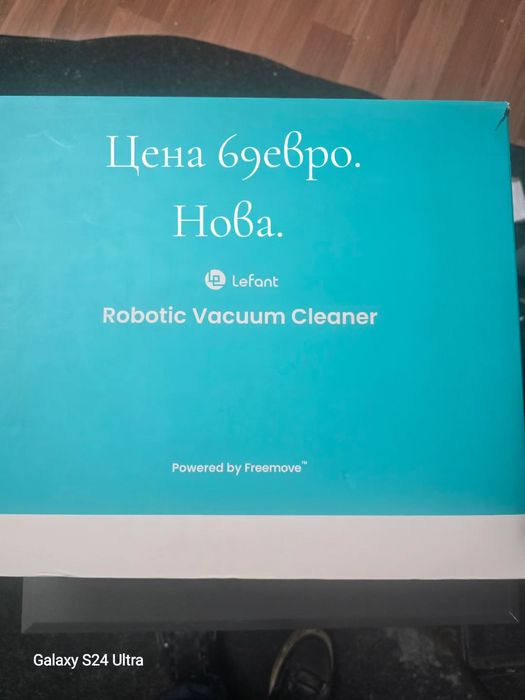 Цена 69евро.
Нова.
Lefant
Robotic Vacuum Cleaner
Powered by Freemove™
Galaxy S24 Ultra